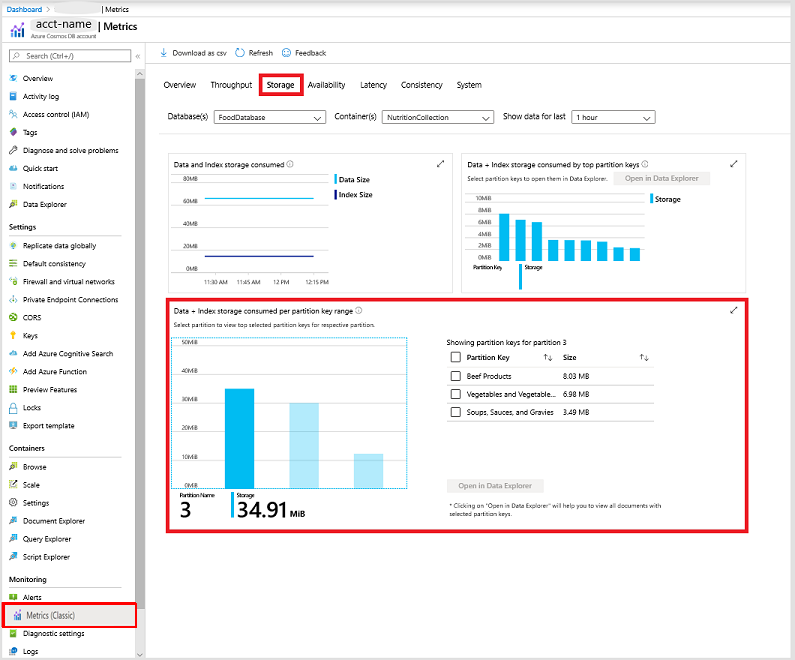 Dashboard > | Metrics
acct-name | Metrics
Azure Cosmos DB account
Search (Ctrl+/)
«
Overview
Activity log
Access control (IAM)
Tags
Diagnose and solve problems
Quick start
Notifications
Data Explorer
Settings
Replicate data globally
Default consistency
Firewall and virtual networks
Private Endpoint Connections
CORS
Keys
Add Azure Cognitive Search
Add Azure Function
Preview Features
Locks
Export template
Containers
Browse
Scale
Settings
Document Explorer
Query Explorer
Script Explorer
Monitoring
Alerts
Metrics (Classic)
Diagnostic settings
Logs
Download as csv Refresh Feedback
Overview Throughput Storage Availability Latency Consistency System
Database(s) FoodDatabase Container(s) NutritionCollection Show data for last 1 hour
Data and Index storage consumed
80MB
60MB
40MB
20MB
0MB
11:30 AM 11:45 AM 12 PM 12:15 PM
Data Size
Index Size
Data + Index storage consumed by top partition keys
Select partition keys to open them in Data Explorer. Open in Data Explorer
10MB
8MB
6MB
4MB
2MB
0MB
Partition Key Storage
Storage
Data + Index storage consumed per partition key range
Select partition to view top selected partition keys for respective partition.
50MiB
40MiB
30MiB
20MiB
10MiB
0MiB
Partition Name Storage
3 34.91 MiB
Showing partition keys for partition 3
Partition Key Size
Beef Products 8.03 MB
Vegetables and Vegetable... 6.98 MB
Soups, Sauces, and Gravies 3.49 MB
Open in Data Explorer
* Clicking on "Open in Data Explorer" will help you to view all documents with
selected partition keys.